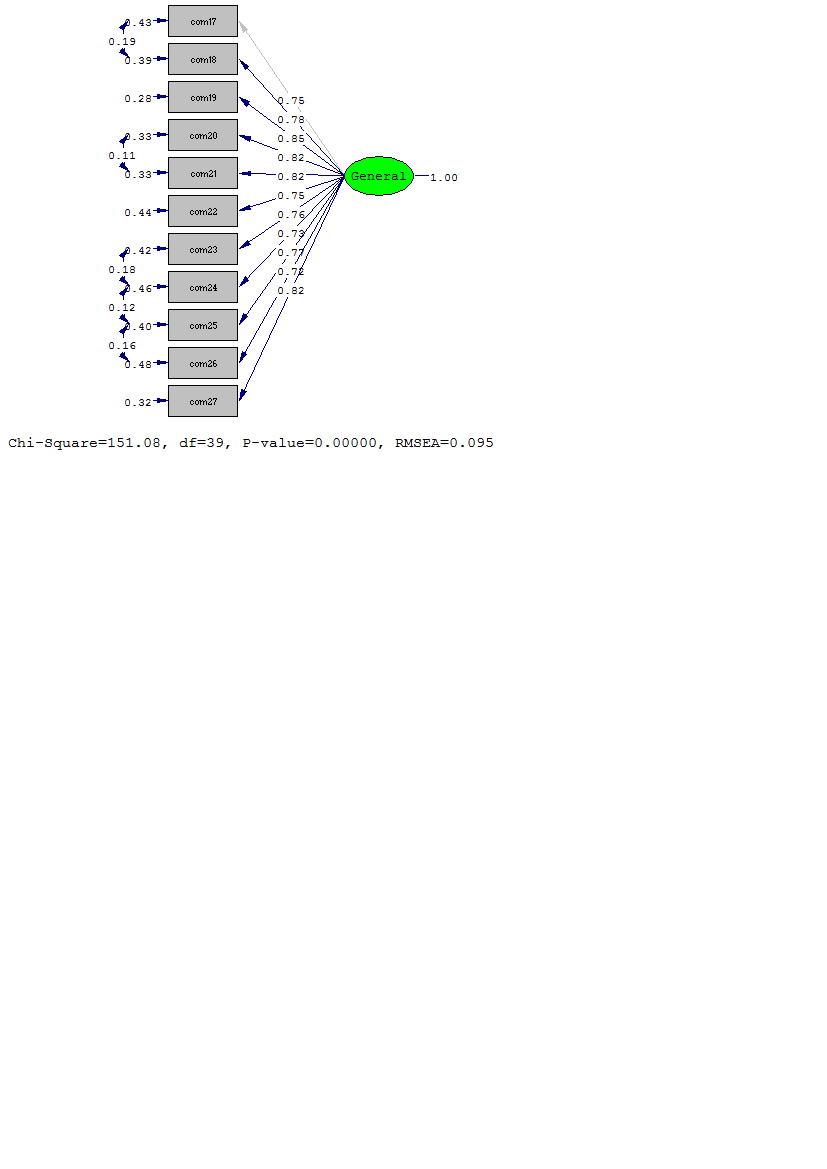 0.43 com17
0.19
0.39 com18
0.28 com19
0.33 com20
0.11
0.33 com21
0.44 com22
0.42 com23
0.18
0.46 com24
0.12
0.40 com25
0.16
0.48 com26
0.32 com27
0.75
0.78
0.85
0.82
0.82
0.75
0.76
0.73
0.77
0.72
0.82
General 1.00
Chi-Square=151.08, df=39, P-value=0.00000, RMSEA=0.095